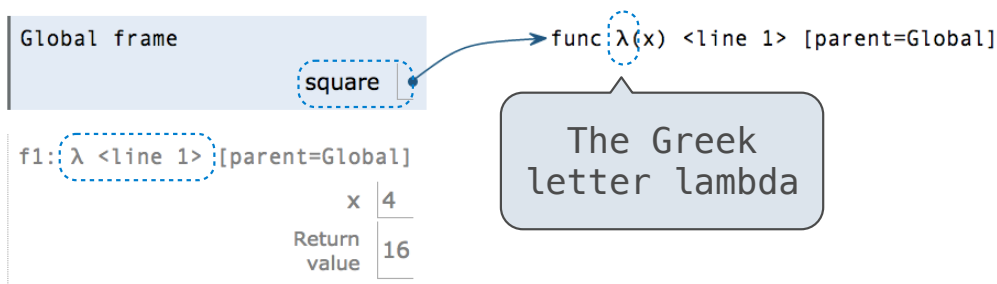 Global frame
square
func λ(x) <line 1> [parent=Global]
The Greek
letter lambda
f1: λ <line 1> [parent=Global]
x 4
Return
value 16